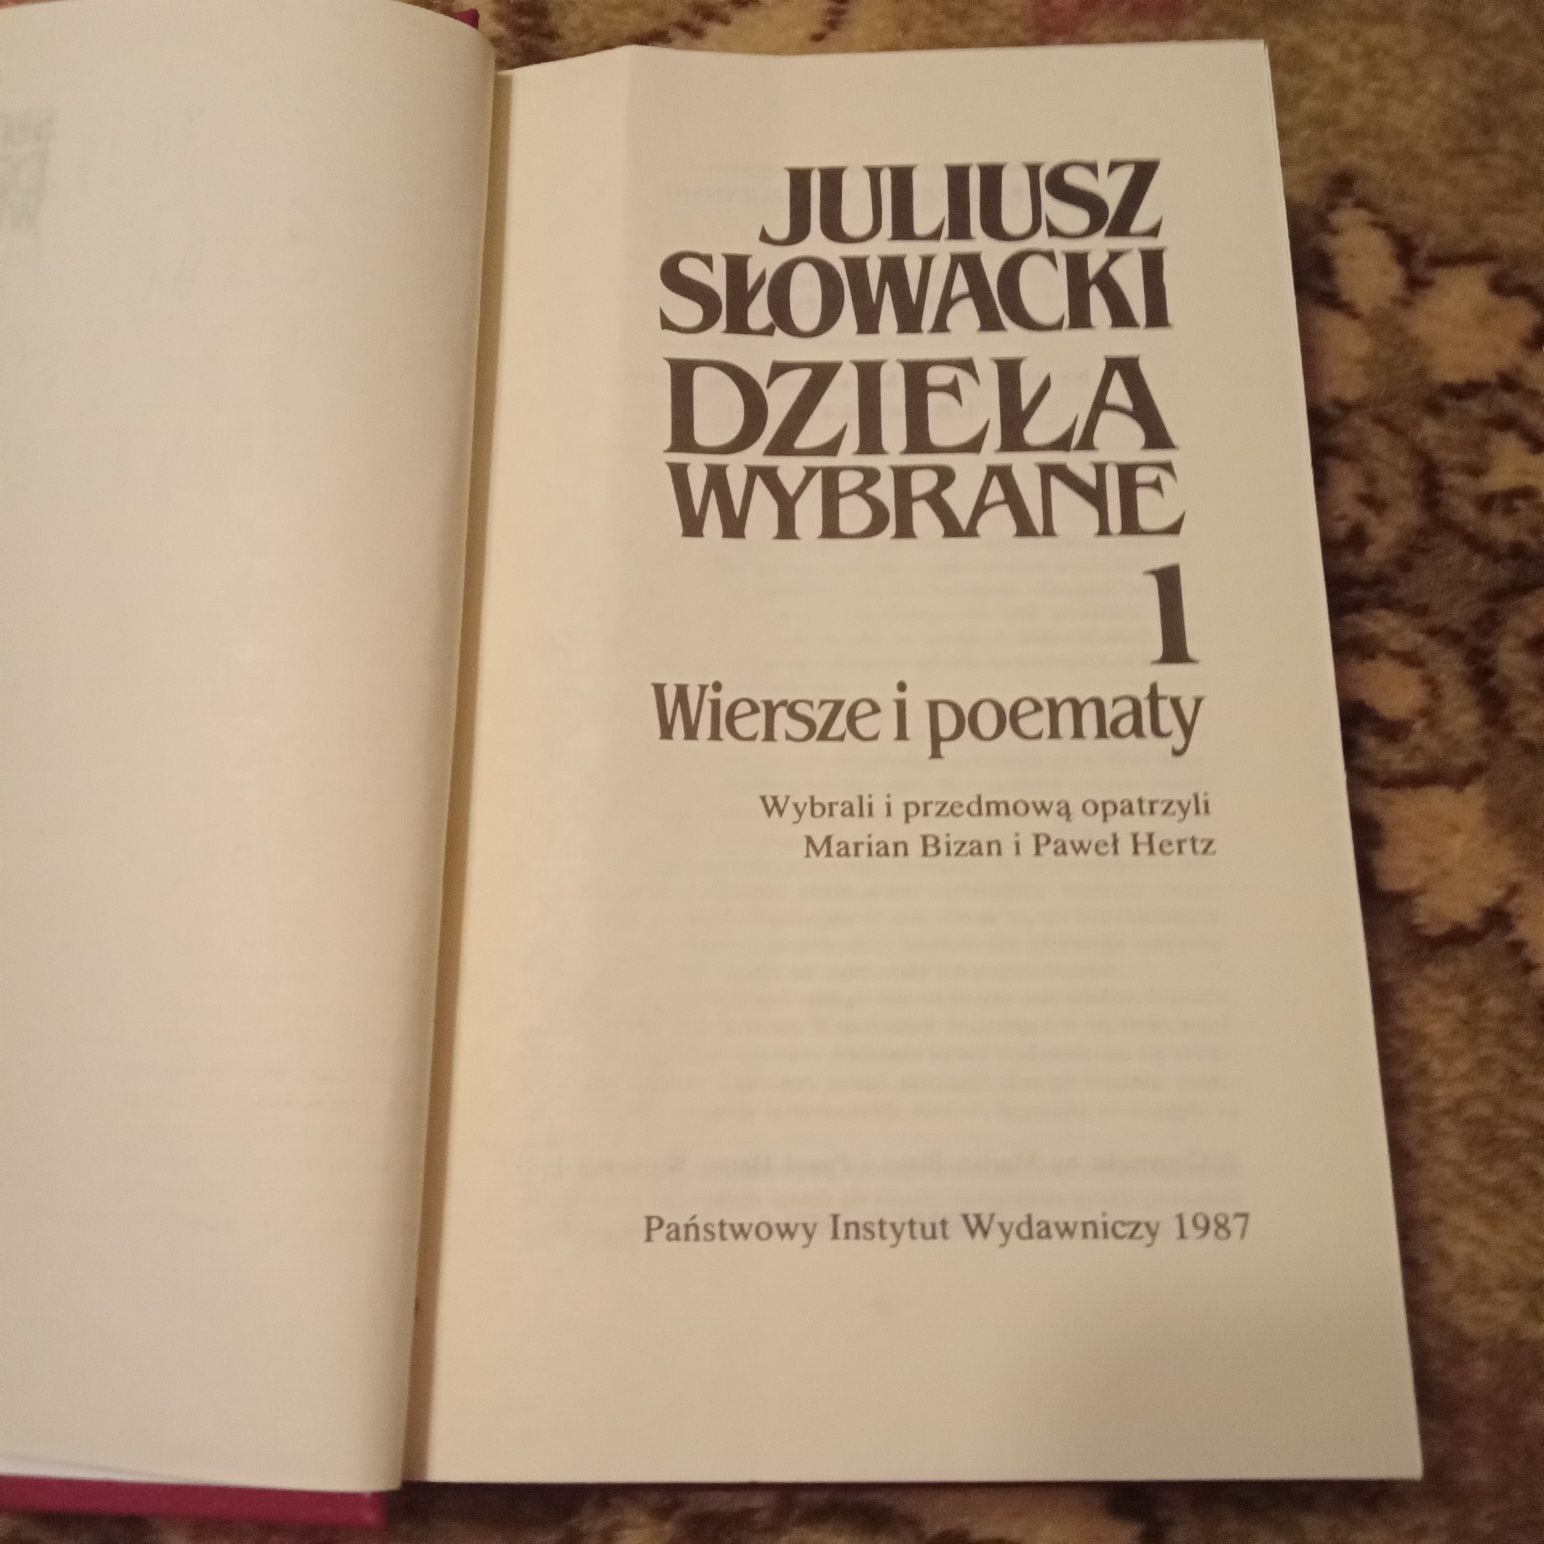 JULIUSZ
SŁOWACKI
DZIEŁA
WYBRANE
1
Wiersze i poematy
Wybrali i przedmową opatrzyli
Marian Bizan i Paweł Hertz
Państwowy Instytut Wydawniczy 1987